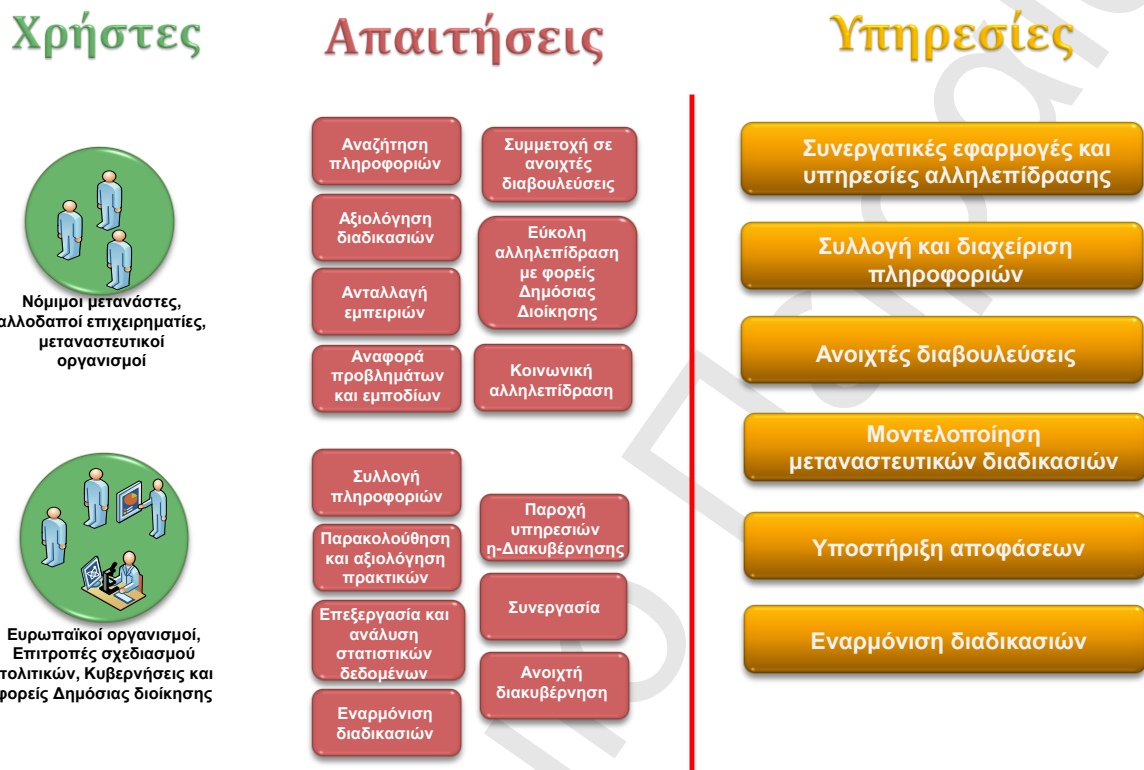 Χρήστες
Απαιτήσεις
Υπηρεσίες
Νόμιμοι μετανάστες,
αλλοδαποί επιχειρηματίες,
μεταναστευτικοί
οργανισμοί
Αναζήτηση
πληροφοριών
Αξιολόγηση
διαδικασιών
Ανταλλαγή
εμπειριών
Αναφορά
προβλημάτων
και εμποδίων
Συμμετοχή σε
ανοιχτές
διαβουλεύσεις
Εύκολη
αλληλεπίδραση
με φορείς
Δημόσιας
Διοίκησης
Κοινωνική
αλληλεπίδραση
Ευρωπαϊκοί οργανισμοί,
Επιτροπές σχεδιασμού
πολιτικών, Κυβερνήσεις και
φορείς Δημόσιας διοίκησης
Συλλογή
πληροφοριών
Παρακολούθηση
και αξιολόγηση
πρακτικών
Επεξεργασία και
ανάλυση
στατιστικών
δεδομένων
Εναρμόνιση
διαδικασιών
Παροχή
υπηρεσιών
η-Διακυβέρνησης
Συνεργασία
Ανοιχτή
διακυβέρνηση
Συνεργατικές εφαρμογές και
υπηρεσίες αλληλεπίδρασης
Συλλογή και διαχείριση
πληροφοριών
Ανοιχτές διαβουλεύσεις
Μοντελοποίηση
μεταναστευτικών διαδικασιών
Υποστήριξη αποφάσεων
Εναρμόνιση διαδικασιών